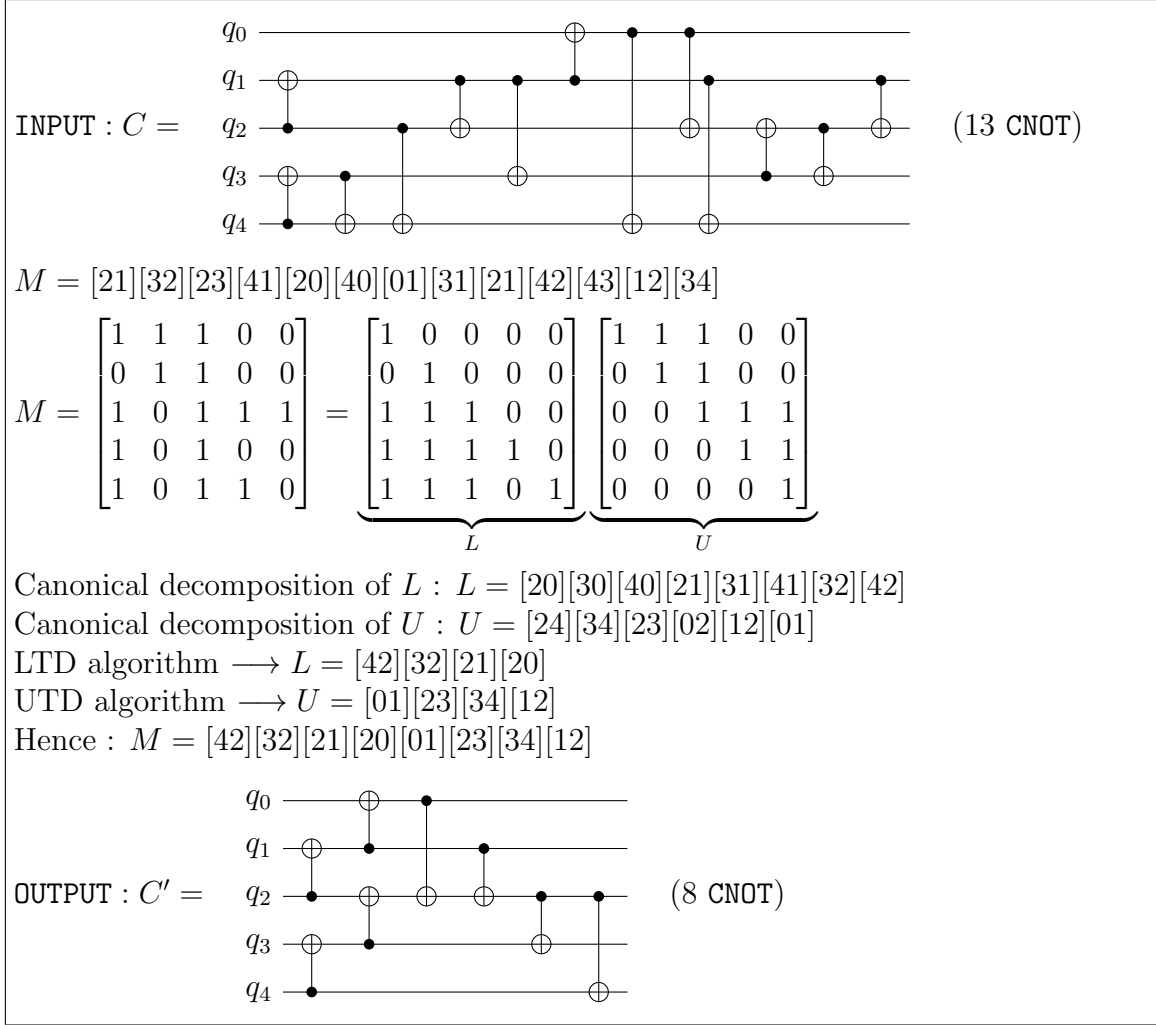 q₀
q₁
INPUT : C = q₂ (13 CNOT)
q₃
q₄
M = [21][32][23][41][20][40][01][31][21][42][43][12][34]
1 1 1 0 0 1 0 0 0 0 1 1 1 0 0
0 1 1 0 0 0 1 0 0 0 0 1 1 0 0
M = 1 0 1 1 1 = 1 1 1 0 0 0 0 1 1 1
1 0 1 0 0 1 1 1 1 0 0 0 0 1 1
1 0 1 1 0 1 1 1 0 1 0 0 0 0 1
L U
Canonical decomposition of L : L = [20][30][40][21][31][41][32][42]
Canonical decomposition of U : U = [24][34][23][02][12][01]
LTD algorithm ⟶ L = [42][32][21][20]
UTD algorithm ⟶ U = [01][23][34][12]
Hence : M = [42][32][21][20][01][23][34][12]
q₀
q₁
OUTPUT : C′ = q₂ (8 CNOT)
q₃
q₄